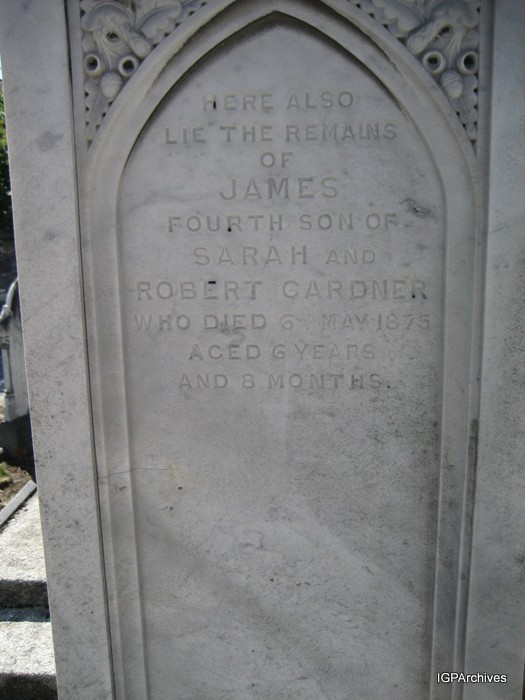 HERE ALSO
LIE THE REMAINS
OF
JAMES
FOURTH SON OF
SARAH AND
ROBERT GARDNER
WHO DIED 6TH MAY 1875
AGED 6 YEARS
AND 8 MONTHS.
IGPArchives